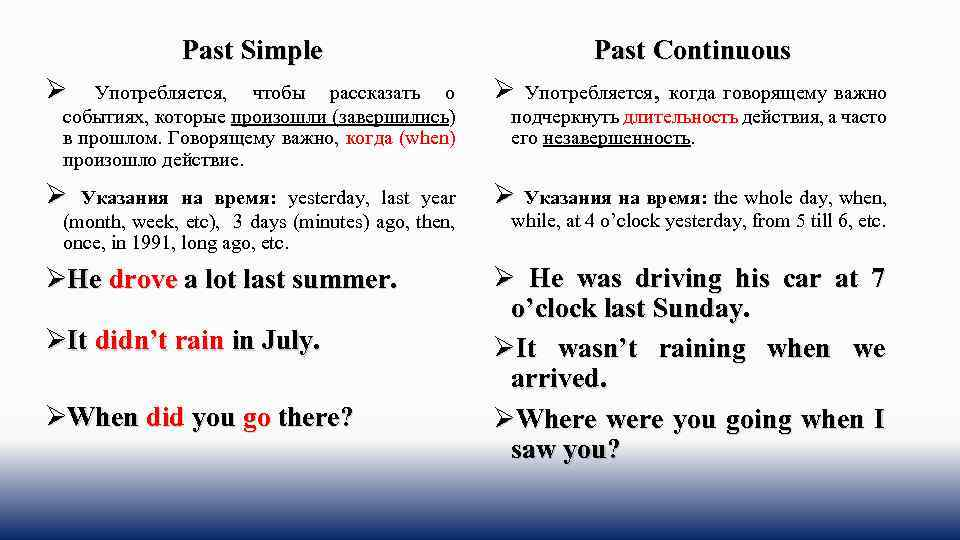 Past Simple
Ø Употребляется, чтобы рассказать о
событиях, которые произошли (завершились)
в прошлом. Говорящему важно, когда (when)
произошло действие.
Ø Указания на время: yesterday, last year
(month, week, etc), 3 days (minutes) ago, then,
once, in 1991, long ago, etc.
ØHe drove a lot last summer.
ØIt didn’t rain in July.
ØWhen did you go there?
Past Continuous
Ø Употребляется, когда говорящему важно
подчеркнуть длительность действия, а часто
его незавершенность.
Ø Указания на время: the whole day, when,
while, at 4 o’clock yesterday, from 5 till 6, etc.
Ø He was driving his car at 7
o’clock last Sunday.
ØIt wasn’t raining when we
arrived.
ØWhere were you going when I
saw you?